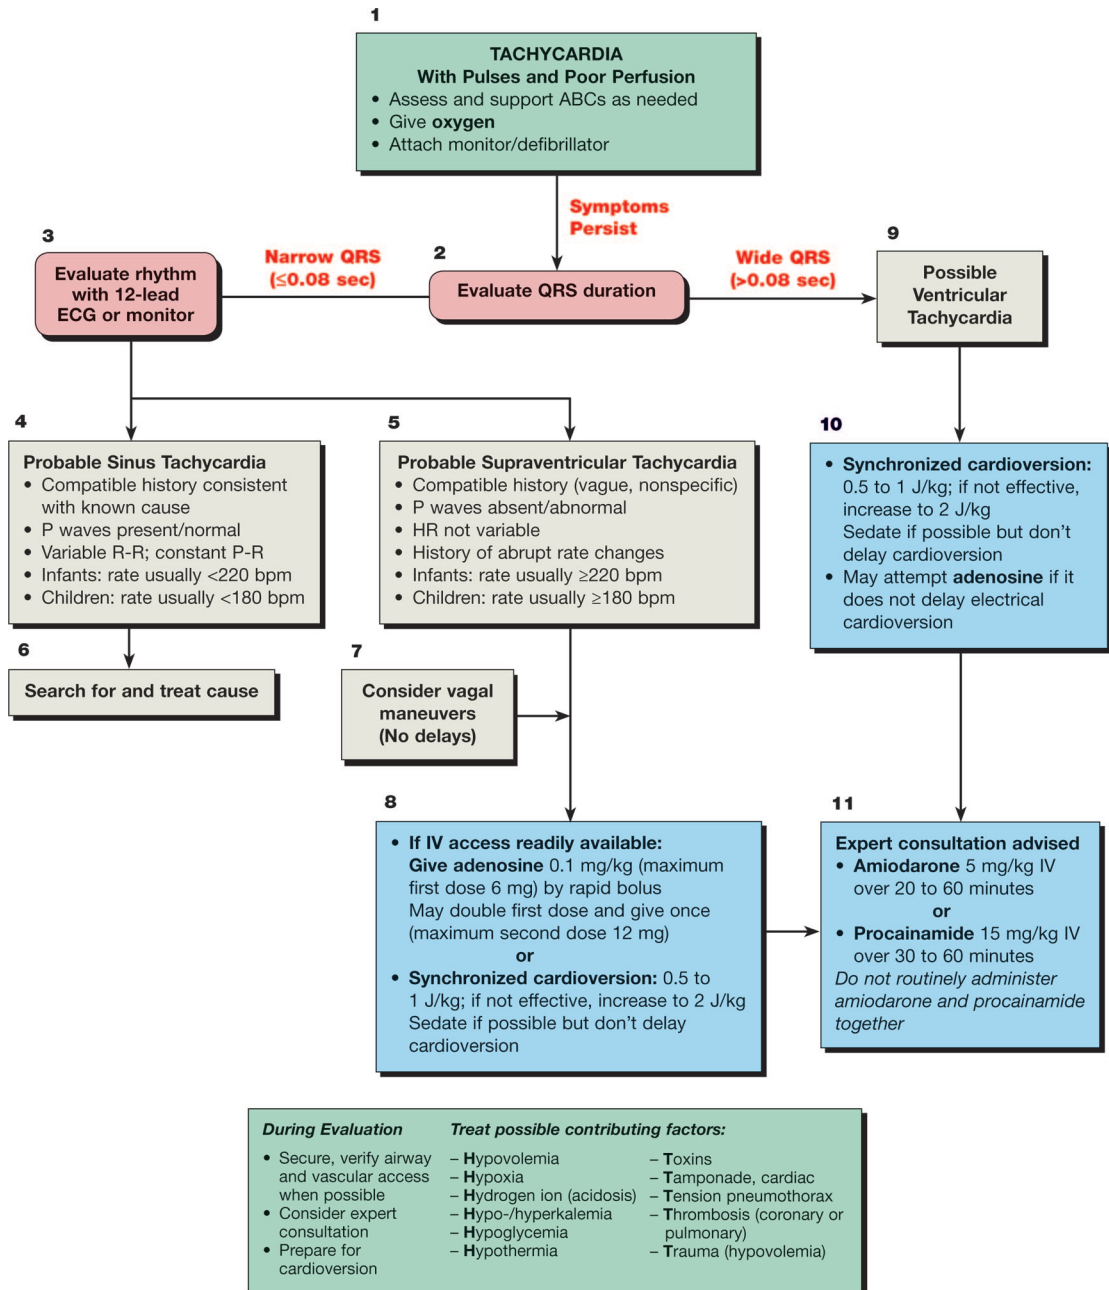 1
TACHYCARDIA
With Pulses and Poor Perfusion
• Assess and support ABCs as needed
• Give oxygen
• Attach monitor/defibrillator
Symptoms
Persist
2
Evaluate QRS duration
Narrow QRS
(≤0.08 sec)
Wide QRS
(>0.08 sec)
3
Evaluate rhythm
with 12-lead
ECG or monitor
9
Possible
Ventricular
Tachycardia
4
Probable Sinus Tachycardia
• Compatible history consistent
with known cause
• P waves present/normal
• Variable R-R; constant P-R
• Infants: rate usually <220 bpm
• Children: rate usually <180 bpm
5
Probable Supraventricular Tachycardia
• Compatible history (vague, nonspecific)
• P waves absent/abnormal
• HR not variable
• History of abrupt rate changes
• Infants: rate usually ≥220 bpm
• Children: rate usually ≥180 bpm
10
• Synchronized cardioversion:
0.5 to 1 J/kg; if not effective,
increase to 2 J/kg
Sedate if possible but don't
delay cardioversion
• May attempt adenosine if it
does not delay electrical
cardioversion
6
Search for and treat cause
7
Consider vagal
maneuvers
(No delays)
8
• If IV access readily available:
Give adenosine 0.1 mg/kg (maximum
first dose 6 mg) by rapid bolus
May double first dose and give once
(maximum second dose 12 mg)
or
• Synchronized cardioversion: 0.5 to
1 J/kg; if not effective, increase to 2 J/kg
Sedate if possible but don't delay
cardioversion
11
Expert consultation advised
• Amiodarone 5 mg/kg IV
over 20 to 60 minutes
or
• Procainamide 15 mg/kg IV
over 30 to 60 minutes
Do not routinely administer
amiodarone and procainamide
together
During Evaluation
• Secure, verify airway
and vascular access
when possible
• Consider expert
consultation
• Prepare for
cardioversion
Treat possible contributing factors:
– Hypovolemia
– Hypoxia
– Hydrogen ion (acidosis)
– Hypo-/hyperkalemia
– Hypoglycemia
– Hypothermia
– Toxins
– Tamponade, cardiac
– Tension pneumothorax
– Thrombosis (coronary or
pulmonary)
– Trauma (hypovolemia)